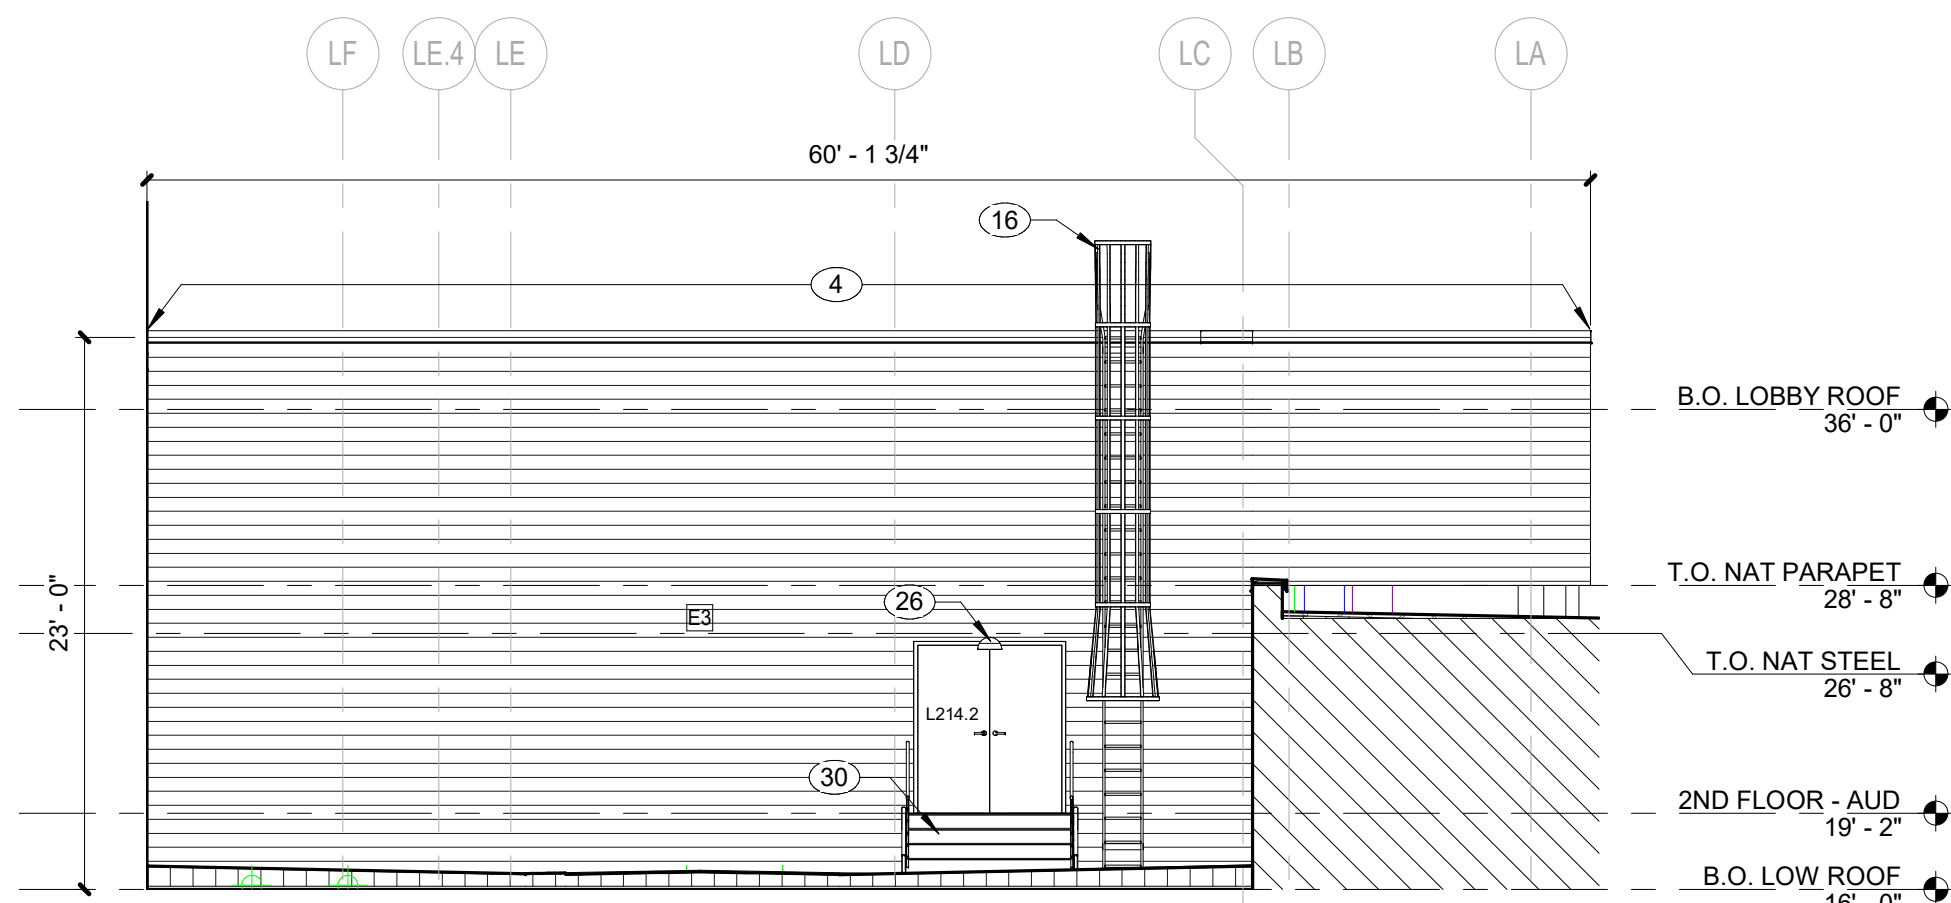 LF LE.4 LE LD LC LB LA
60' - 1 3/4"
16
4
B.O. LOBBY ROOF
36' - 0"
T.O. NAT PARAPET
28' - 8"
23' - 0"
26
E3
T.O. NAT STEEL
26' - 8"
L214.2
30
2ND FLOOR - AUD
19' - 2"
B.O. LOW ROOF
16' - 0"